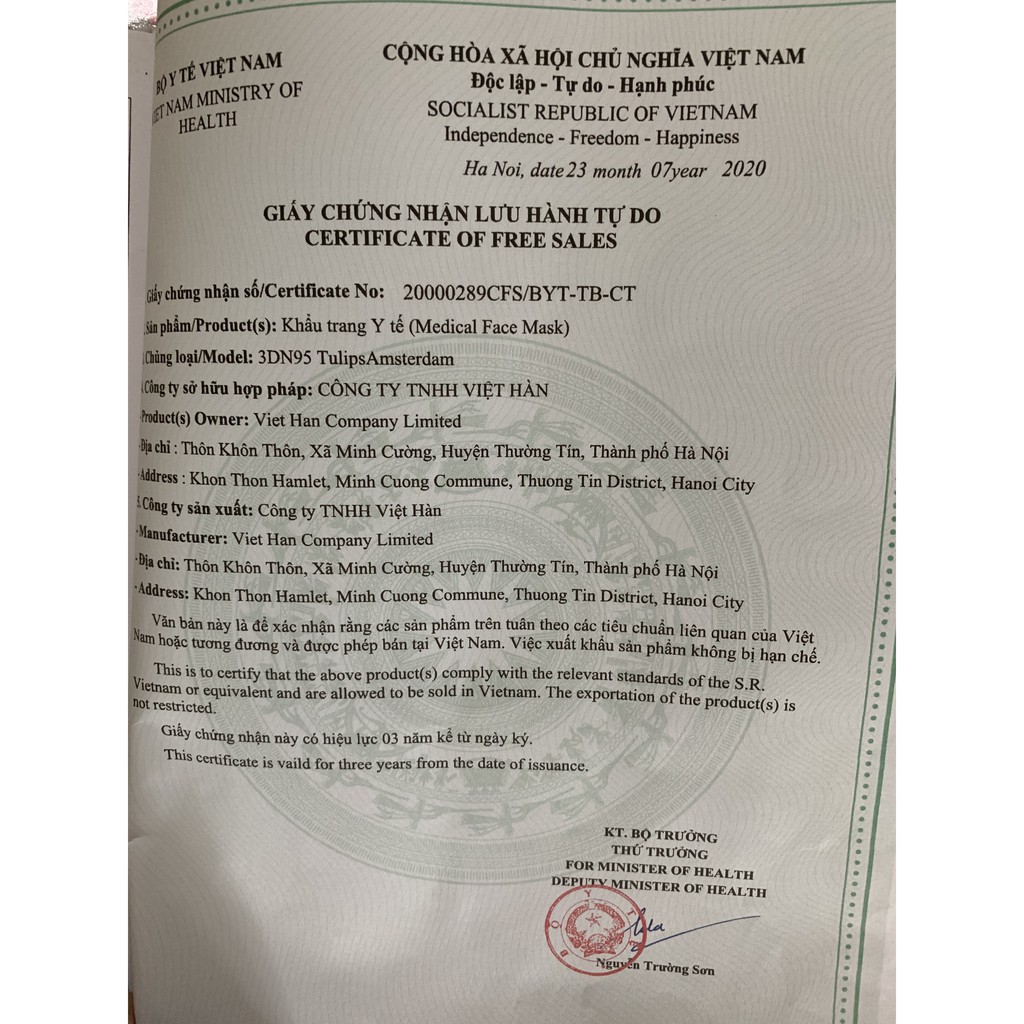 BỘ Y TẾ VIỆT NAM
VIET NAM MINISTRY OF
HEALTH
CỘNG HÒA XÃ HỘI CHỦ NGHĨA VIỆT NAM
Độc lập - Tự do - Hạnh phúc
SOCIALIST REPUBLIC OF VIETNAM
Independence - Freedom - Happiness
Ha Noi, date 23 month 07year 2020
GIẤY CHỨNG NHẬN LƯU HÀNH TỰ DO
CERTIFICATE OF FREE SALES
Giấy chứng nhận số/Certificate No: 20000289CFS/BYT-TB-CT
Sản phẩm/Product(s): Khẩu trang Y tế (Medical Face Mask)
Chủng loại/Model: 3DN95 TulipsAmsterdam
Công ty sở hữu hợp pháp: CÔNG TY TNHH VIỆT HÀN
Product(s) Owner: Viet Han Company Limited
Địa chỉ : Thôn Khôn Thôn, Xã Minh Cường, Huyện Thường Tín, Thành phố Hà Nội
Address : Khon Thon Hamlet, Minh Cuong Commune, Thuong Tin District, Hanoi City
5. Công ty sản xuất: Công ty TNHH Việt Hàn
Manufacturer: Viet Han Company Limited
Địa chỉ: Thôn Khôn Thôn, Xã Minh Cường, Huyện Thường Tín, Thành phố Hà Nội
Address: Khon Thon Hamlet, Minh Cuong Commune, Thuong Tin District, Hanoi City
Văn bản này là để xác nhận rằng các sản phẩm trên tuân theo các tiêu chuẩn liên quan của Việt
Nam hoặc tương đương và được phép bán tại Việt Nam. Việc xuất khẩu sản phẩm không bị hạn chế.
This is to certify that the above product(s) comply with the relevant standards of the S.R.
Vietnam or equivalent and are allowed to be sold in Vietnam. The exportation of the product(s) is
not restricted.
Giấy chứng nhận này có hiệu lực 03 năm kể từ ngày ký.
This certificate is vaild for three years from the date of issuance.
KT. BỘ TRƯỞNG
THỨ TRƯỞNG
FOR MINISTER OF HEALTH
DEPUTY MINISTER OF HEALTH
BỘ Y TẾ
Nguyễn Trường Sơn